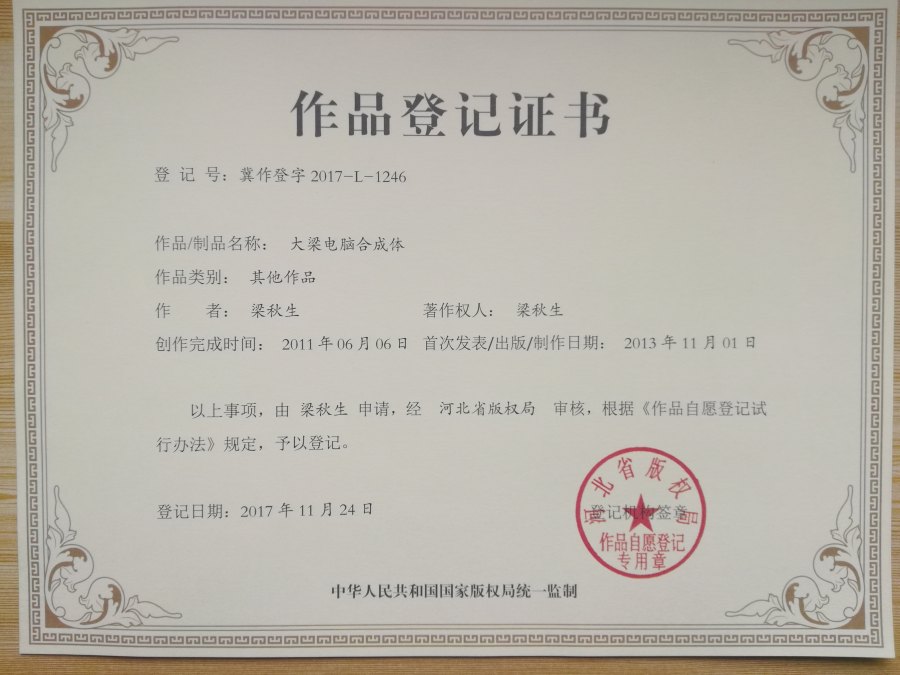 作品登记证书
登 记 号：冀作登字 2017-L-1246
作品/制品名称： 大梁电脑合成体
作品类别： 其他作品
作 者： 梁秋生 著作权人： 梁秋生
创作完成时间： 2011 年 06 月 06 日 首次发表/出版/制作日期： 2013 年 11 月 01 日
以上事项，由 梁秋生 申请，经 河北省版权局 审核，根据《作品自愿登记试
行办法》规定，予以登记。
登记日期：2017 年 11 月 24 日
登记机构签章
河北省版权局
作品自愿登记
专用章
中华人民共和国国家版权局统一监制